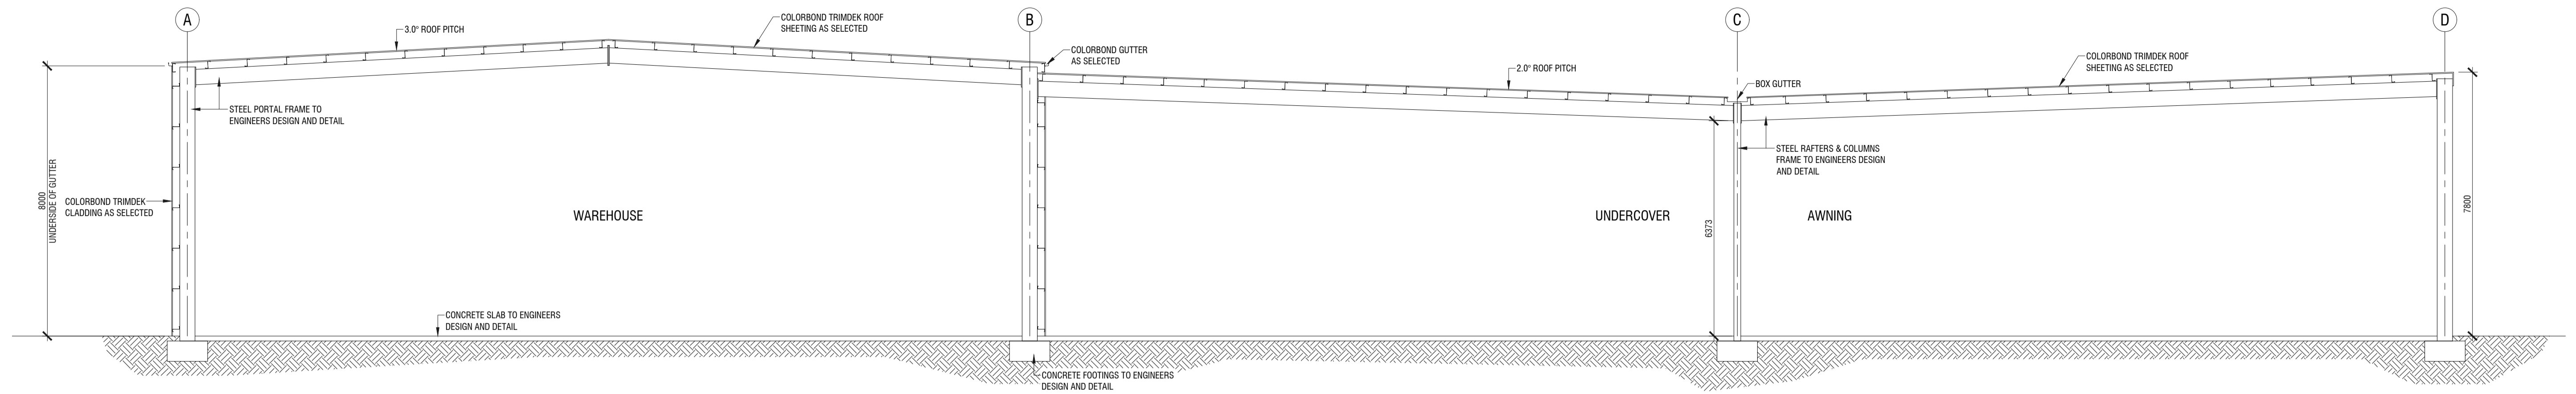 A
B
C
D
3.0° ROOF PITCH
COLORBOND TRIMDEK ROOF
SHEETING AS SELECTED
COLORBOND GUTTER
AS SELECTED
2.0° ROOF PITCH
BOX GUTTER
COLORBOND TRIMDEK ROOF
SHEETING AS SELECTED
STEEL PORTAL FRAME TO
ENGINEERS DESIGN AND DETAIL
STEEL RAFTERS & COLUMNS
FRAME TO ENGINEERS DESIGN
AND DETAIL
8000
UNDERSIDE OF GUTTER
COLORBOND TRIMDEK
CLADDING AS SELECTED
WAREHOUSE
UNDERCOVER
AWNING
6373
7800
CONCRETE SLAB TO ENGINEERS
DESIGN AND DETAIL
CONCRETE FOOTINGS TO ENGINEERS
DESIGN AND DETAIL